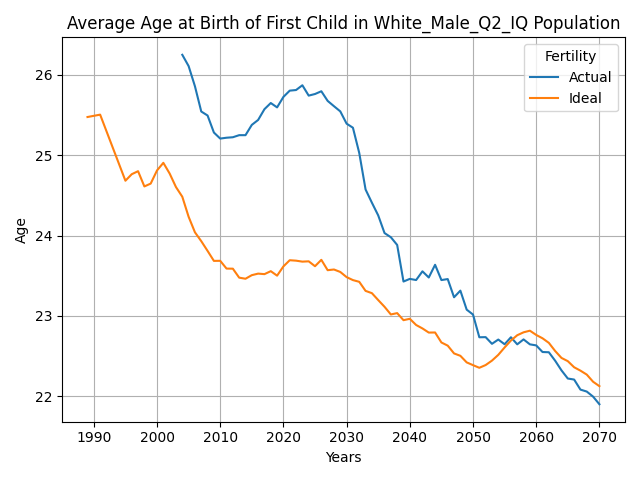 Average Age at Birth of First Child in White_Male_Q2_IQ Population
Fertility
Actual
Ideal
Age
26
25
24
23
22
1990 2000 2010 2020 2030 2040 2050 2060 2070
Years